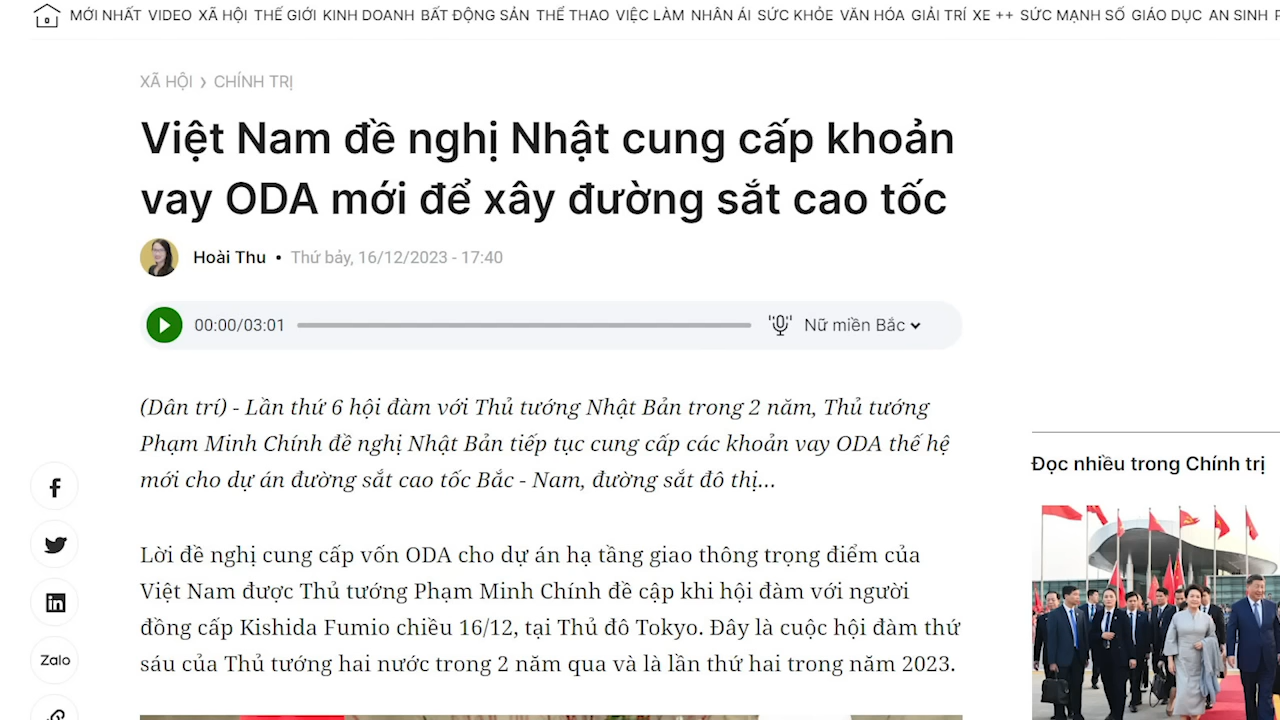 MỚI NHẤT VIDEO XÃ HỘI THẾ GIỚI KINH DOANH BẤT ĐỘNG SẢN THỂ THAO VIỆC LÀM NHÂN ÁI SỨC KHỎE VĂN HÓA GIẢI TRÍ XE ++ SỨC MẠNH SỐ GIÁO DỤC AN SINH
XÃ HỘI › CHÍNH TRỊ
Việt Nam đề nghị Nhật cung cấp khoản
vay ODA mới để xây đường sắt cao tốc
Hoài Thu • Thứ bảy, 16/12/2023 - 17:40
00:00/03:01 Nữ miền Bắc
(Dân trí) - Lần thứ 6 hội đàm với Thủ tướng Nhật Bản trong 2 năm, Thủ tướng
Phạm Minh Chính đề nghị Nhật Bản tiếp tục cung cấp các khoản vay ODA thế hệ
mới cho dự án đường sắt cao tốc Bắc - Nam, đường sắt đô thị...
Lời đề nghị cung cấp vốn ODA cho dự án hạ tầng giao thông trọng điểm của
Việt Nam được Thủ tướng Phạm Minh Chính đề cập khi hội đàm với người
đồng cấp Kishida Fumio chiều 16/12, tại Thủ đô Tokyo. Đây là cuộc hội đàm thứ
sáu của Thủ tướng hai nước trong 2 năm qua và là lần thứ hai trong năm 2023.
Zalo
Đọc nhiều trong Chính trị